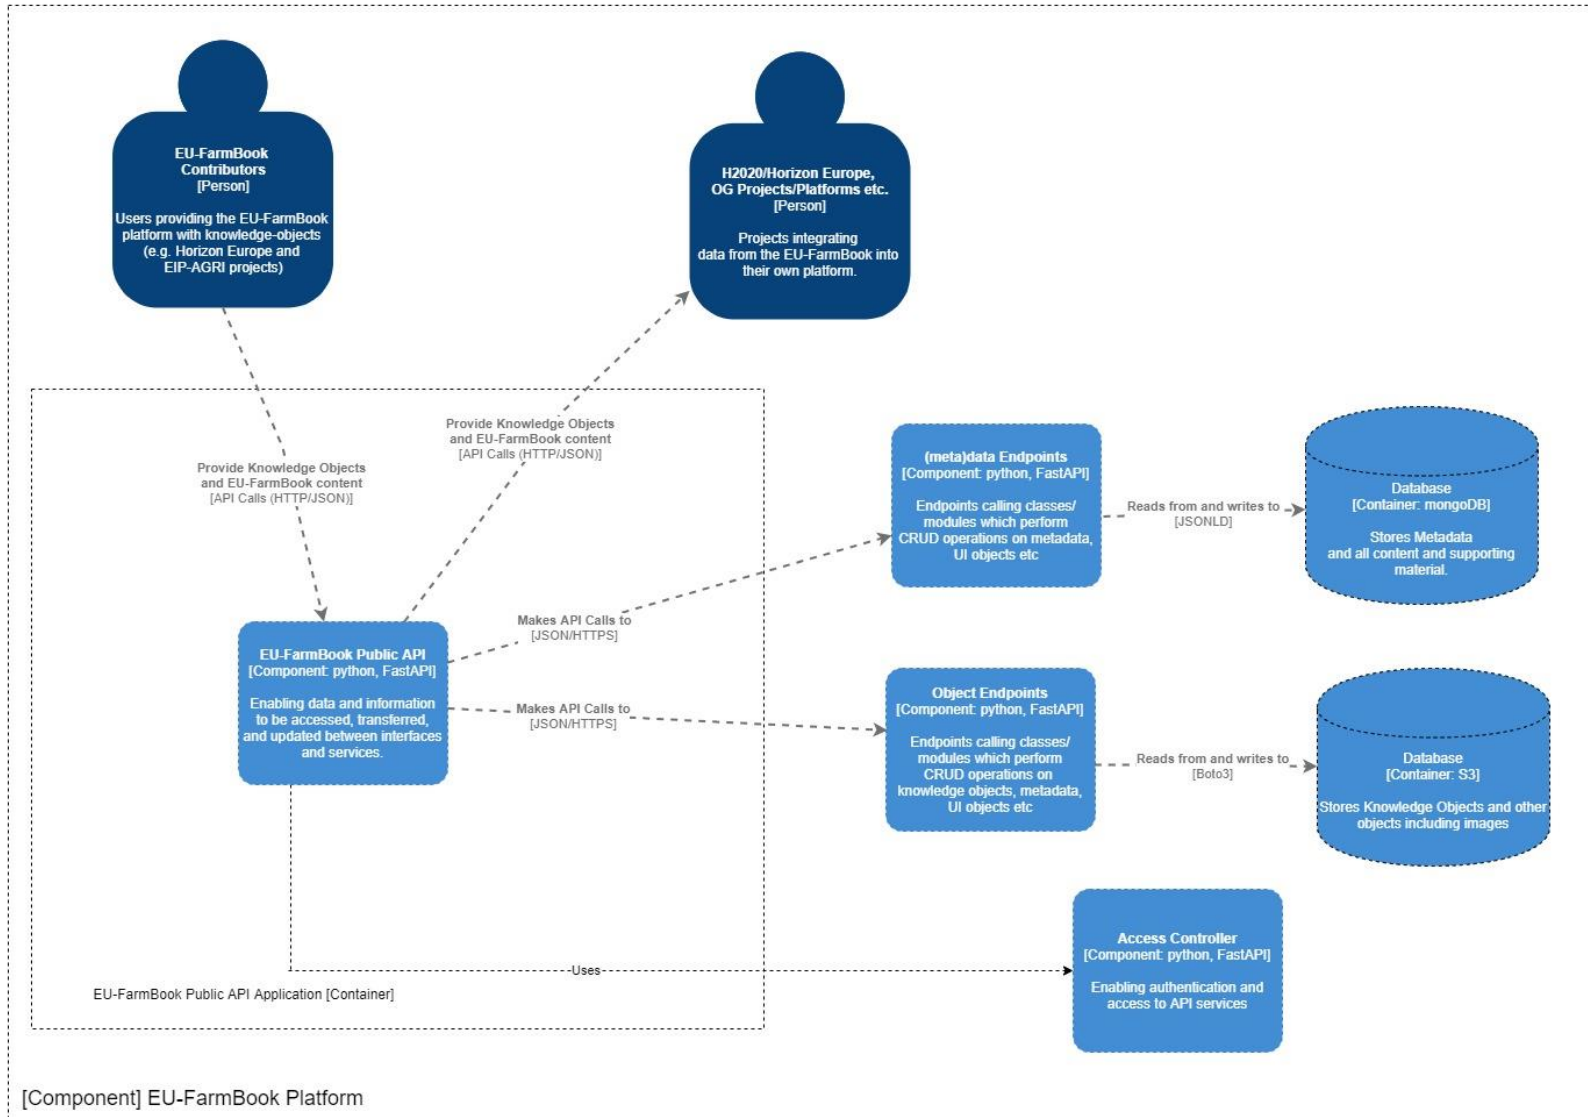 EU-FarmBook
Contributors
[Person]
Users providing the EU-FarmBook
platform with knowledge-objects
(e.g. Horizon Europe and
EIP-AGRI projects)
H2020/Horizon Europe,
OG Projects/Platforms etc.
[Person]
Projects integrating
data from the EU-FarmBook into
their own platform.
Provide Knowledge Objects
and EU-FarmBook content
[API Calls (HTTP/JSON)]
Provide Knowledge Objects
and EU-FarmBook content
[API Calls (HTTP/JSON)]
(meta)data Endpoints
[Component: python, FastAPI]
Endpoints calling classes/
modules which perform
CRUD operations on metadata,
UI objects etc
Reads from and writes to
[JSONLD]
Database
[Container: mongoDB]
Stores Metadata
and all content and supporting
material.
EU-FarmBook Public API
[Component: python, FastAPI]
Enabling data and information
to be accessed, transferred,
and updated between interfaces
and services.
Makes API Calls to
[JSON/HTTPS]
Makes API Calls to
[JSON/HTTPS]
Object Endpoints
[Component: python, FastAPI]
Endpoints calling classes/
modules which perform
CRUD operations on
knowledge objects, metadata,
UI objects etc
Reads from and writes to
[Boto3]
Database
[Container: S3]
Stores Knowledge Objects and other
objects including images
Uses
Access Controller
[Component: python, FastAPI]
Enabling authentication and
access to API services
EU-FarmBook Public API Application [Container]
[Component] EU-FarmBook Platform